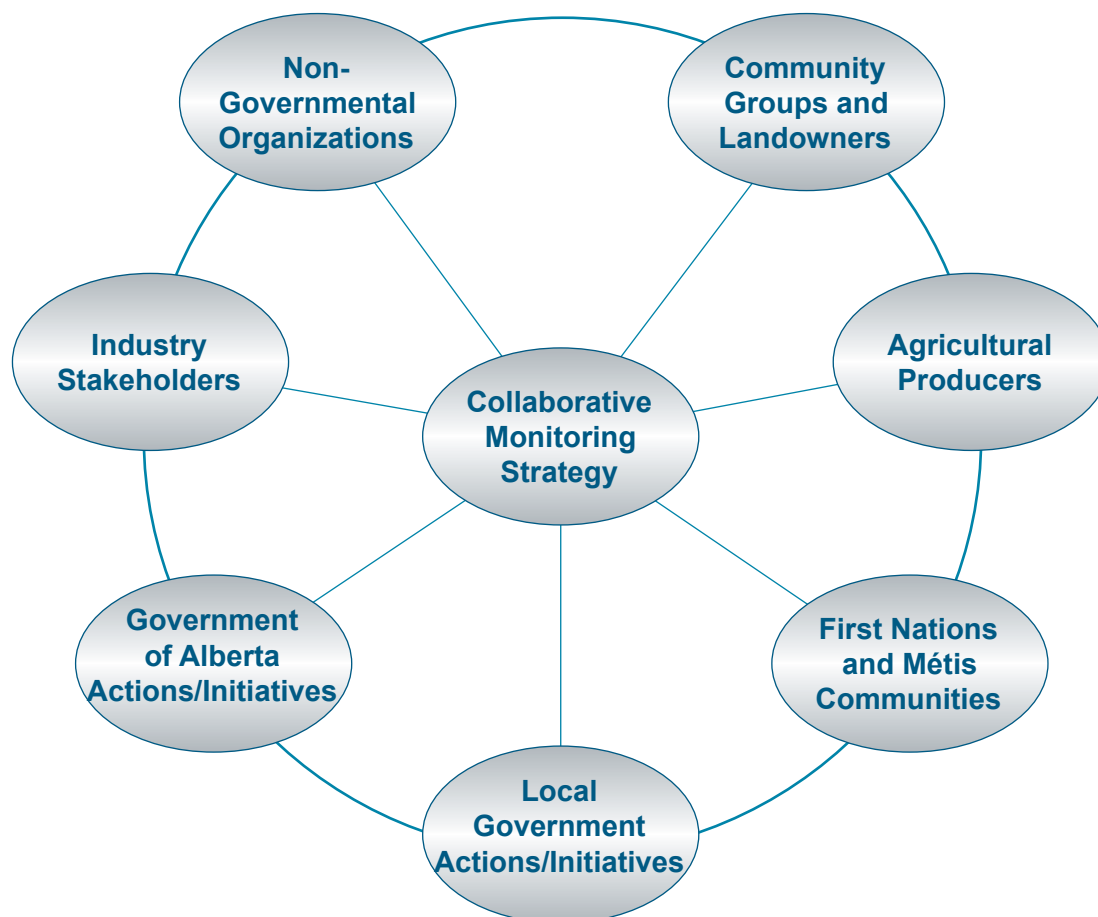 Non-
Governmental
Organizations
Community
Groups and
Landowners
Industry
Stakeholders
Agricultural
Producers
Collaborative
Monitoring
Strategy
Government
of Alberta
Actions/Initiatives
First Nations
and Métis
Communities
Local
Government
Actions/Initiatives